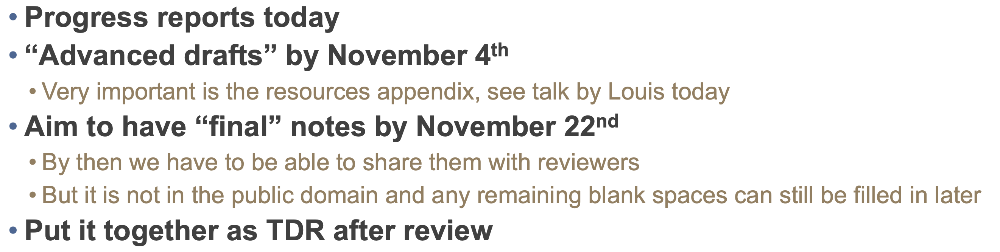 • Progress reports today
• “Advanced drafts” by November 4th
• Very important is the resources appendix, see talk by Louis today
• Aim to have “final” notes by November 22nd
• By then we have to be able to share them with reviewers
• But it is not in the public domain and any remaining blank spaces can still be filled in later
• Put it together as TDR after review